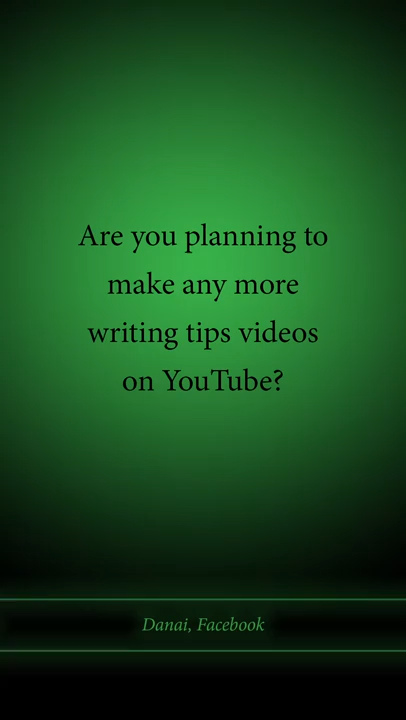 Are you planning to
make any more
writing tips videos
on YouTube?
Danai, Facebook